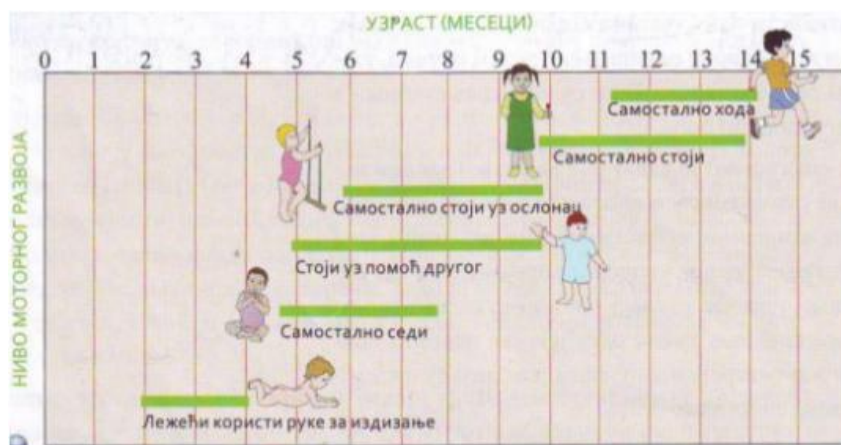 УЗРАСТ (МЕСЕЦИ)
0 1 2 3 4 5 6 7 8 9 10 11 12 13 14 15
НИВО МОТОРНОГ РАЗВОЈА
Самостално хода
Самостално стоји
Самостално стоји уз ослонац
Стоји уз помоћ другог
Самостално седи
Лежећи користи руке за издизање